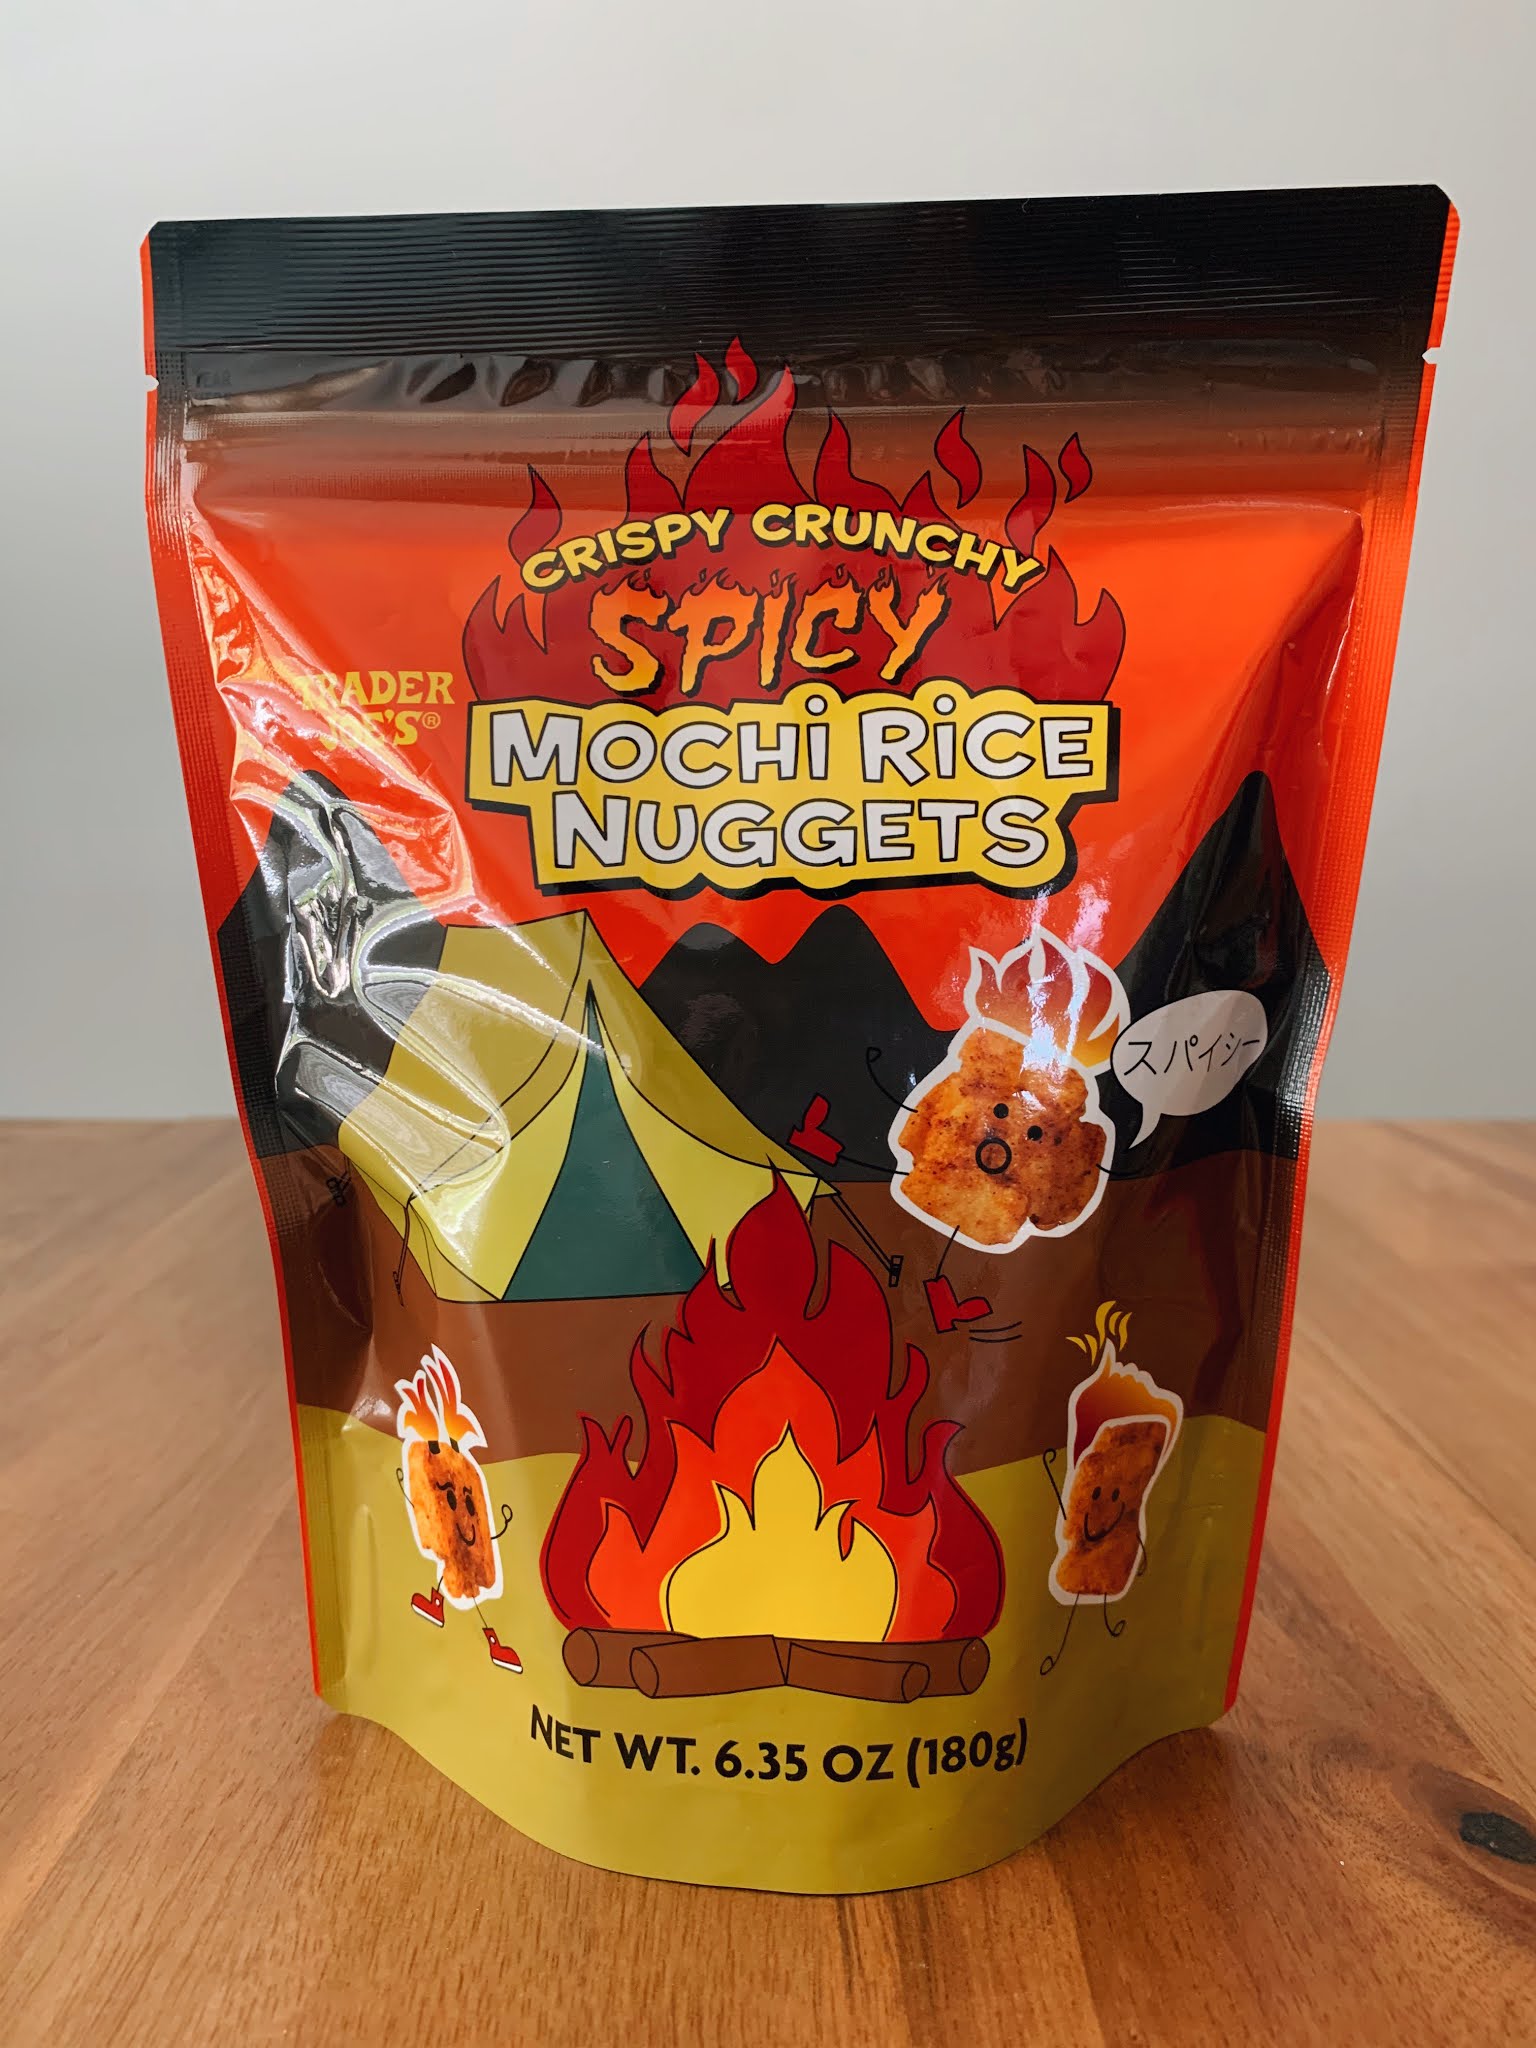 CRISPY CRUNCHY
SPICY
TRADER
JOE'S®
MOCHi RiCE
NUGGETS
スパイシー
NET WT. 6.35 OZ (180g)